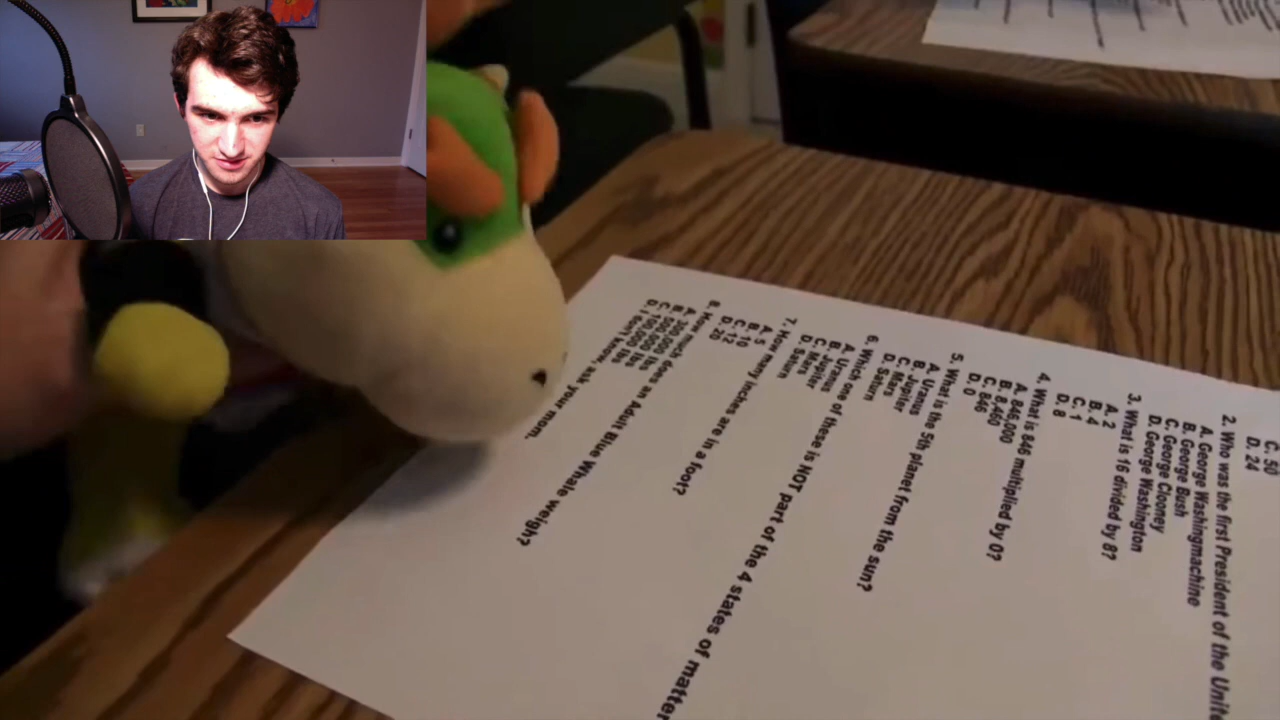 C. 50
D. 24
2. Who was the first President of the Unit
A. George Washingmachine
B. George Bush
C. George Clooney
D. George Washington
3. What is 16 divided by 8?
A. 2
B. 4
C. 1
D. 8
4. What is 846 multiplied by 0?
A. 846,000
B. 8,460
C. 846
D. 0
5. What is the 5th planet from the sun?
A. Uranus
B. Jupiter
C. Mars
D. Saturn
6. Which one of these is NOT part of the 4 states of matter
A. Uranus
B. Jupiter
C. Mars
D. Saturn
7. How many inches are in a foot?
A. 5
B. 10
C. 12
D. 20
8. How much does an Adult Blue Whale weigh?
A. 300 lbs
B. 500,000 lbs
C. 100,000 lbs
D. I don't know, ask your mom.